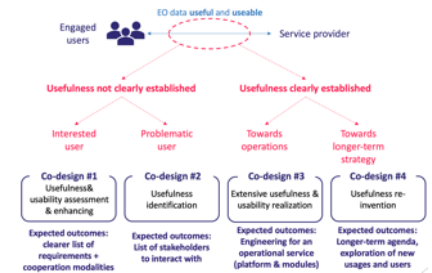 EO data useful and useable
Engaged
users
Service provider
Usefulness not clearly established
Usefulness clearly established
Interested
user
Problematic
user
Towards
operations
Towards
longer-term
strategy
Co-design #1
Usefulness&
usability assessment
& enhancing
Expected outcomes:
clearer list of
requirements +
cooperation modalities
Co-design #2
Usefulness
identification
Expected outcomes:
List of stakeholders
to interact with
Co-design #3
Extensive usefulness &
usability realization
Expected outcomes:
Engineering for an
operational service
(platform & modules)
Co-design #4
Usefulness re-
invention
Expected outcomes:
Longer-term agenda,
exploration of new
usages and users